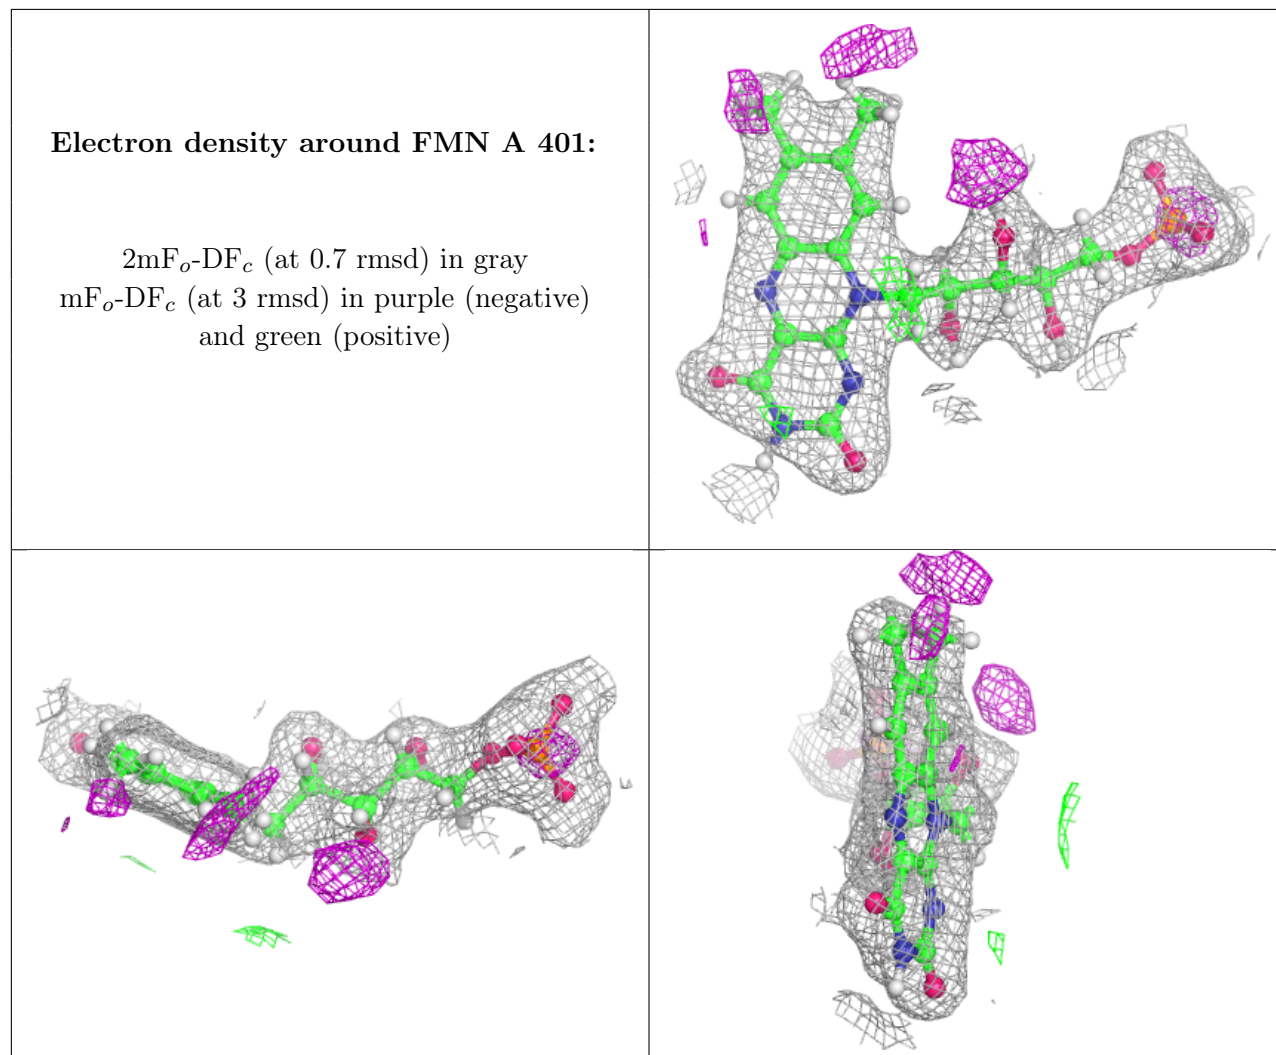 Electron density around FMN A 401:
2mFo-DFc (at 0.7 rmsd) in gray
mFo-DFc (at 3 rmsd) in purple (negative)
and green (positive)